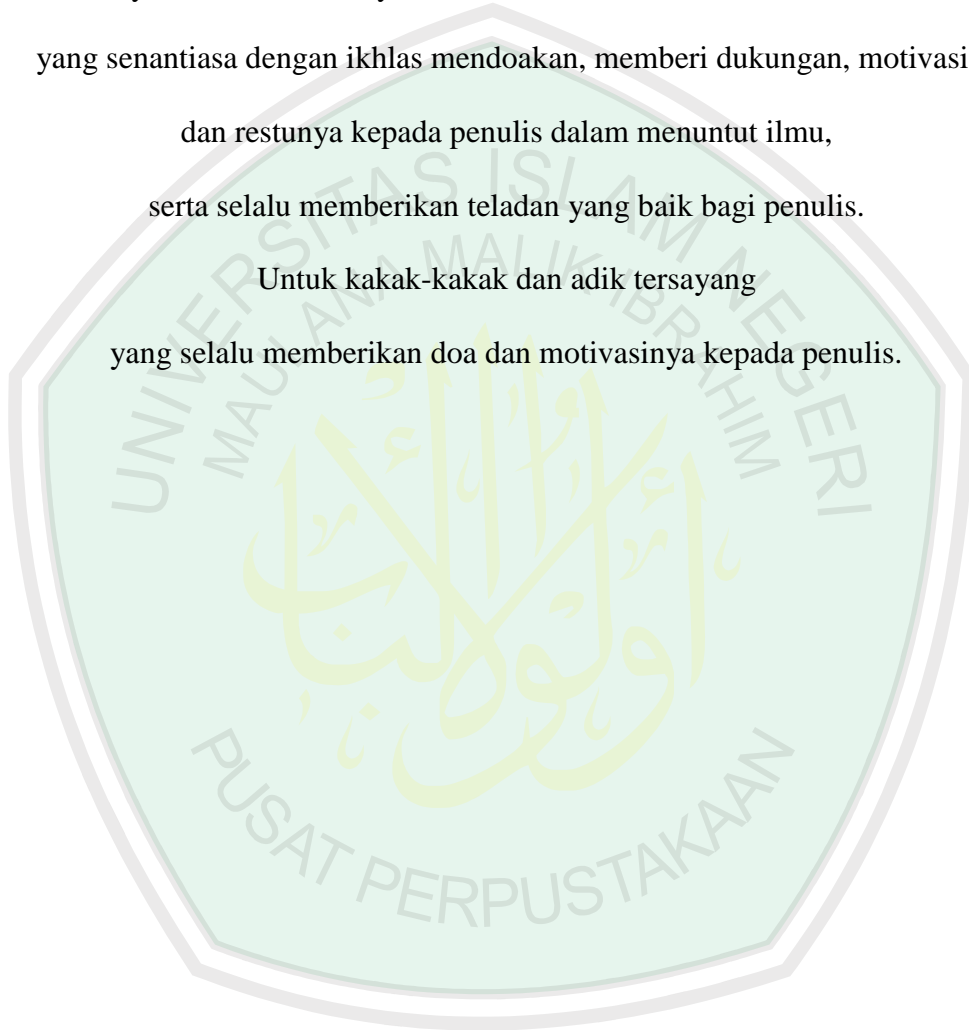 yang senantiasa dengan ikhlas mendoakan, memberi dukungan, motivasi
dan restunya kepada penulis dalam menuntut ilmu,
serta selalu memberikan teladan yang baik bagi penulis.
Untuk kakak-kakak dan adik tersayang
yang selalu memberikan doa dan motivasinya kepada penulis.
UNIVERSITAS ISLAM NEGERI
MAULANA MALIK IBRAHIM
أولو الألباب
PUSAT PERPUSTAKAAN